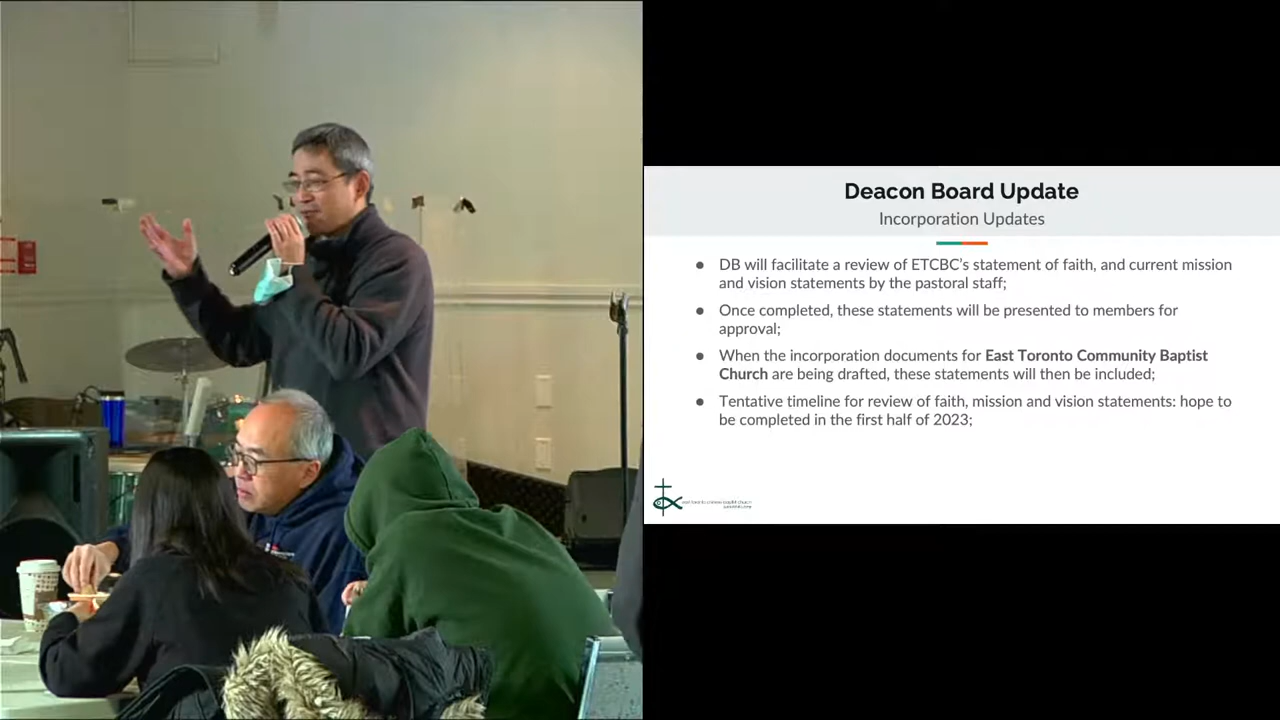 Deacon Board Update
Incorporation Updates
● DB will facilitate a review of ETCBC's statement of faith, and current mission
and vision statements by the pastoral staff;
● Once completed, these statements will be presented to members for
approval;
● When the incorporation documents for East Toronto Community Baptist
Church are being drafted, these statements will then be included;
● Tentative timeline for review of faith, mission and vision statements: hope to
be completed in the first half of 2023;